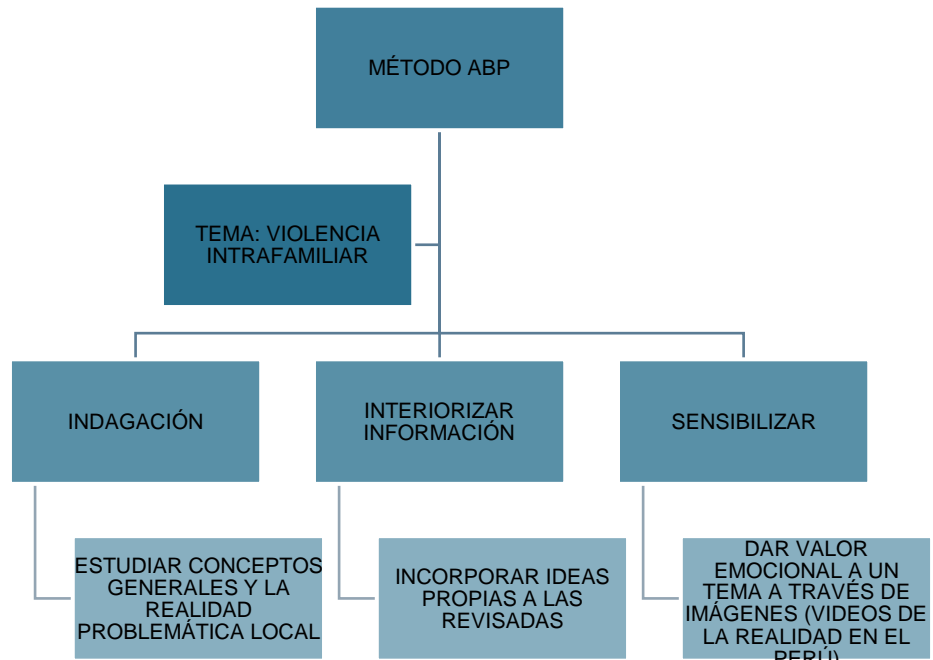 MÉTODO ABP
TEMA: VIOLENCIA
INTRAFAMILIAR
INDAGACIÓN
INTERIORIZAR
INFORMACIÓN
SENSIBILIZAR
ESTUDIAR CONCEPTOS
GENERALES Y LA
REALIDAD
PROBLEMÁTICA LOCAL
INCORPORAR IDEAS
PROPIAS A LAS
REVISADAS
DAR VALOR
EMOCIONAL A UN
TEMA A TRAVÉS DE
IMÁGENES (VIDEOS DE
LA REALIDAD EN EL
PERÚ)